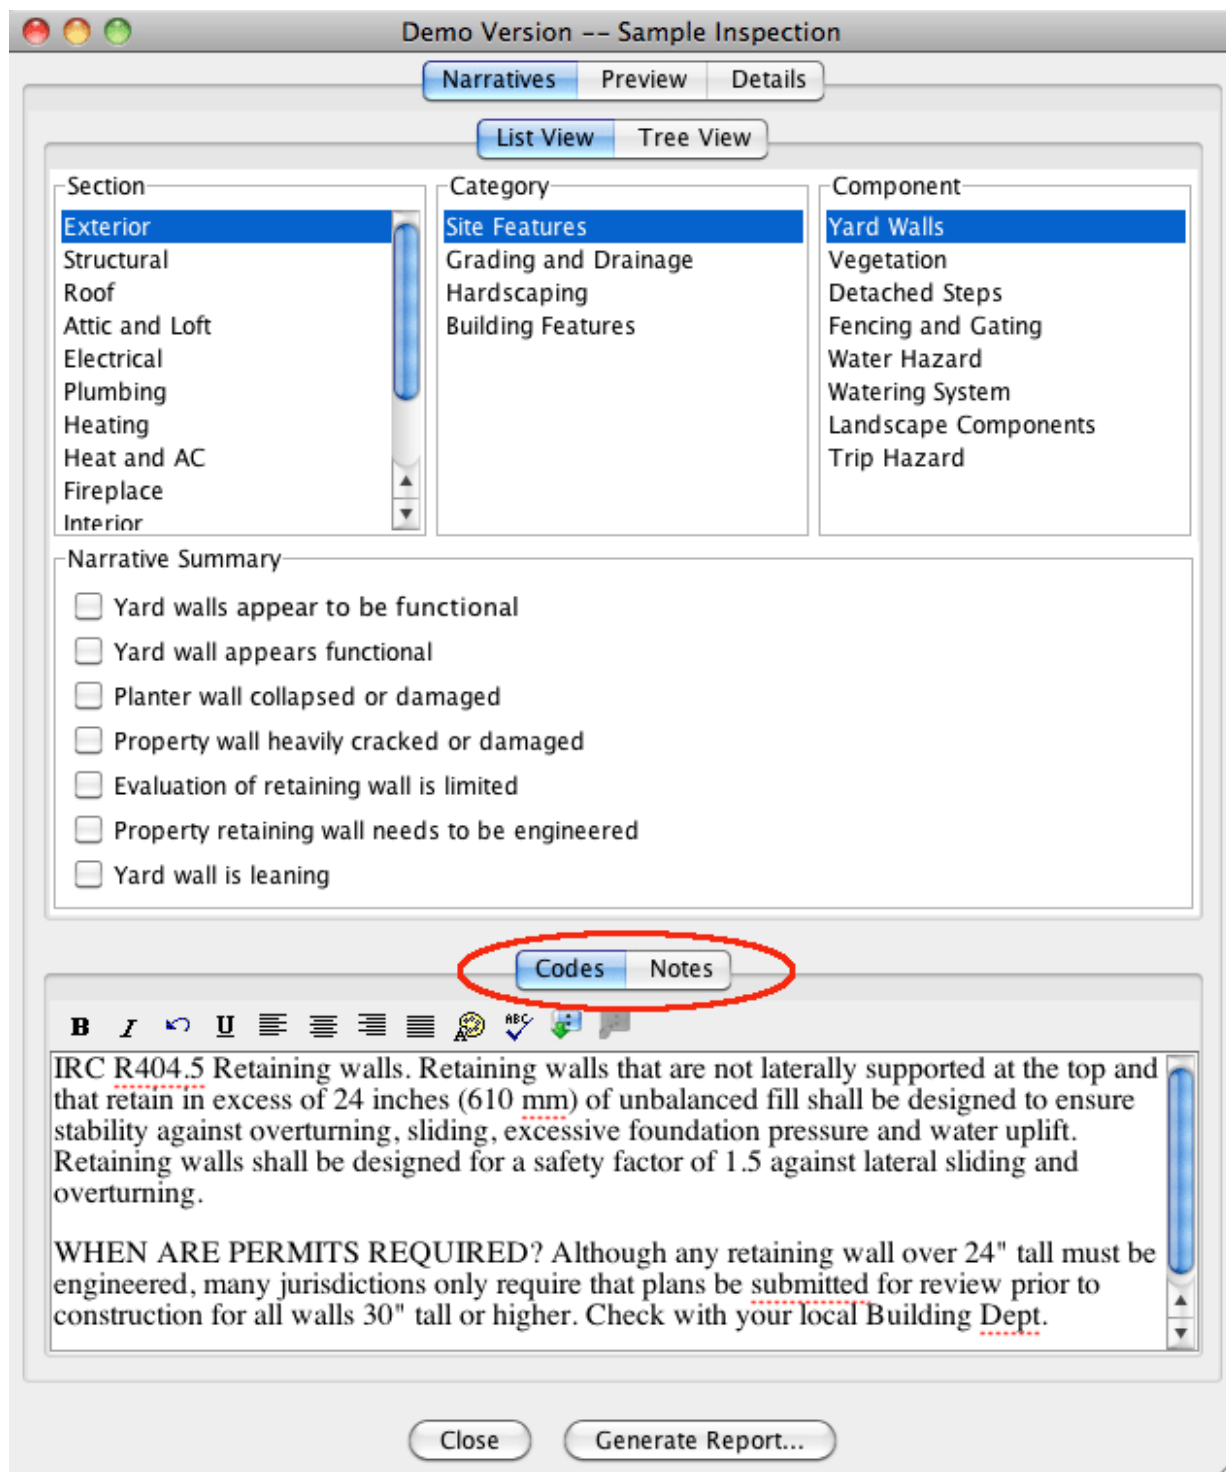 Demo Version -- Sample Inspection
Narratives Preview Details
List View Tree View
Section
Exterior
Structural
Roof
Attic and Loft
Electrical
Plumbing
Heating
Heat and AC
Fireplace
Interior
Category
Site Features
Grading and Drainage
Hardscaping
Building Features
Component
Yard Walls
Vegetation
Detached Steps
Fencing and Gating
Water Hazard
Watering System
Landscape Components
Trip Hazard
Narrative Summary
Yard walls appear to be functional
Yard wall appears functional
Planter wall collapsed or damaged
Property wall heavily cracked or damaged
Evaluation of retaining wall is limited
Property retaining wall needs to be engineered
Yard wall is leaning
Codes Notes
B I U ABC
IRC R404.5 Retaining walls. Retaining walls that are not laterally supported at the top and
that retain in excess of 24 inches (610 mm) of unbalanced fill shall be designed to ensure
stability against overturning, sliding, excessive foundation pressure and water uplift.
Retaining walls shall be designed for a safety factor of 1.5 against lateral sliding and
overturning.
WHEN ARE PERMITS REQUIRED? Although any retaining wall over 24" tall must be
engineered, many jurisdictions only require that plans be submitted for review prior to
construction for all walls 30" tall or higher. Check with your local Building Dept.
Close Generate Report...